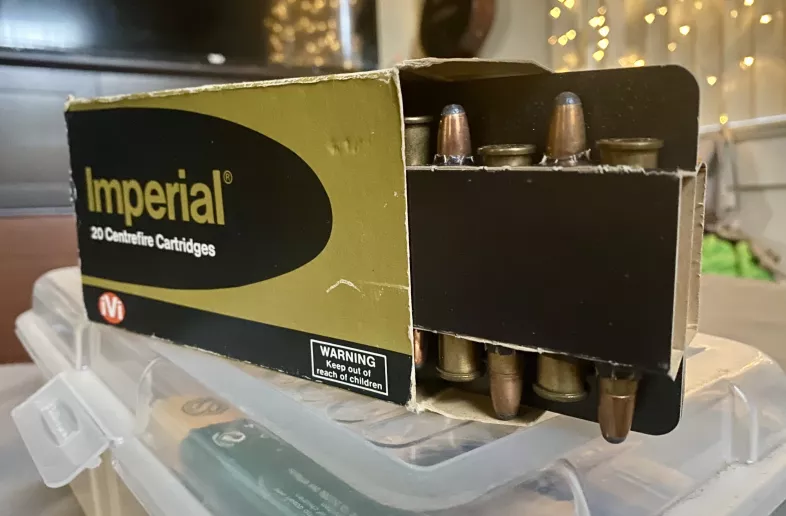 Imperial®
20 Centrefire Cartridges
iVi
WARNING
Keep out of
reach of children